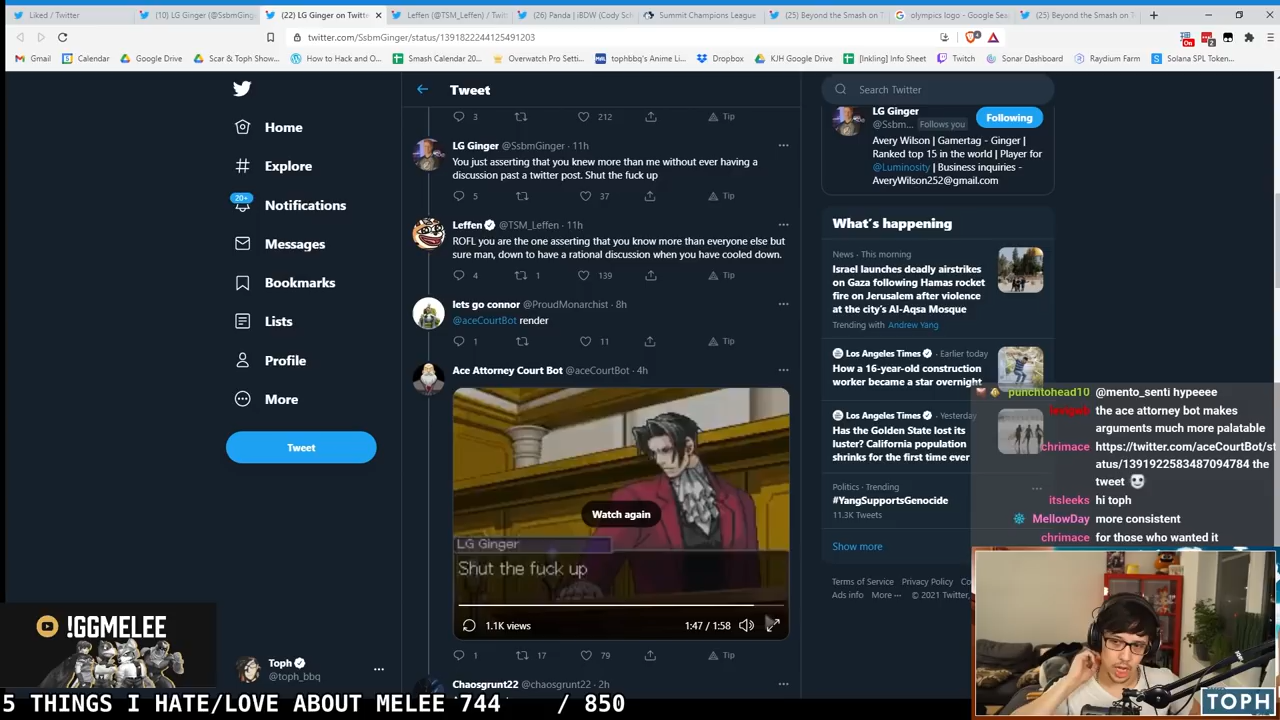 Liked / Twitter
(10) LG Ginger (@SsbmGing
(22) LG Ginger on Twitte
Leffen (@TSM_Leffen) / Twit
(26) Panda | iBDW (Cody Sch
Summit Champions League
(25) Beyond the Smash on T
olympics logo - Google Sea
(25) Beyond the Smash on T
twitter.com/SsbmGinger/status/1391822244125491203
Gmail
Calendar
Google Drive
Scar & Toph Show...
How to Hack and O...
Smash Calendar 20...
Overwatch Pro Setti...
tophbbq's Anime Li...
Dropbox
KJH Google Drive
[Inkling] Info Sheet
Twitch
Sonar Dashboard
Raydium Farm
Solana SPL Token...
Home
Explore
20+
Notifications
Messages
Bookmarks
Lists
Profile
More
Tweet
Toph
@toph_bbq
Tweet
3
212
Tip
LG Ginger @SsbmGinger · 11h
You just asserting that you knew more than me without ever having a
discussion past a twitter post. Shut the fuck up
5
37
Tip
Leffen @TSM_Leffen · 11h
ROFL you are the one asserting that you know more than everyone else but
sure man, down to have a rational discussion when you have cooled down.
4
1
139
Tip
lets go connor @ProudMonarchist · 8h
@aceCourtBot render
1
11
Tip
Ace Attorney Court Bot @aceCourtBot · 4h
Watch again
LG Ginger
Shut the fuck up
1.1K views
1:47 / 1:58
1
17
79
Tip
Chaosgrunt22 @chaosgrunt22 · 2h
Search Twitter
LG Ginger
@Ssbm... Follows you
Following
Avery Wilson | Gamertag - Ginger |
Ranked top 15 in the world | Player for
@Luminosity | Business inquiries -
AveryWilson252@gmail.com
What's happening
News · This morning
Israel launches deadly airstrikes
on Gaza following Hamas rocket
fire on Jerusalem after violence
at the city's Al-Aqsa Mosque
Trending with Andrew Yang
Los Angeles Times · Earlier today
How a 16-year-old construction
worker became a star overnight
Los Angeles Times · Yesterday
Has the Golden State lost its
luster? California population
shrinks for the first time ever
Politics · Trending
#YangSupportsGenocide
11.3K Tweets
Show more
Terms of Service Privacy Policy Co
Ads info More ··· © 2021 Twitter,
punchtohead10 @mento_senti hypeeee
the ace attorney bot makes
arguments much more palatable
chrimace https://twitter.com/aceCourtBot/st
atus/1391922583487094784 the
tweet
itsleeks hi toph
MellowDay more consistent
chrimace for those who wanted it
!GGMELEE
TOPH
5 THINGS I HATE/LOVE ABOUT MELEE 744 / 850